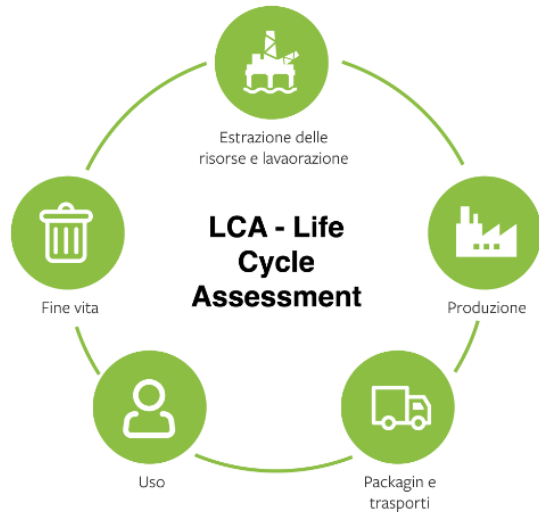 Estrazione delle
risorse e lavaorazione
LCA - Life
Cycle
Assessment
Fine vita
Produzione
Uso
Packagin e
trasporti